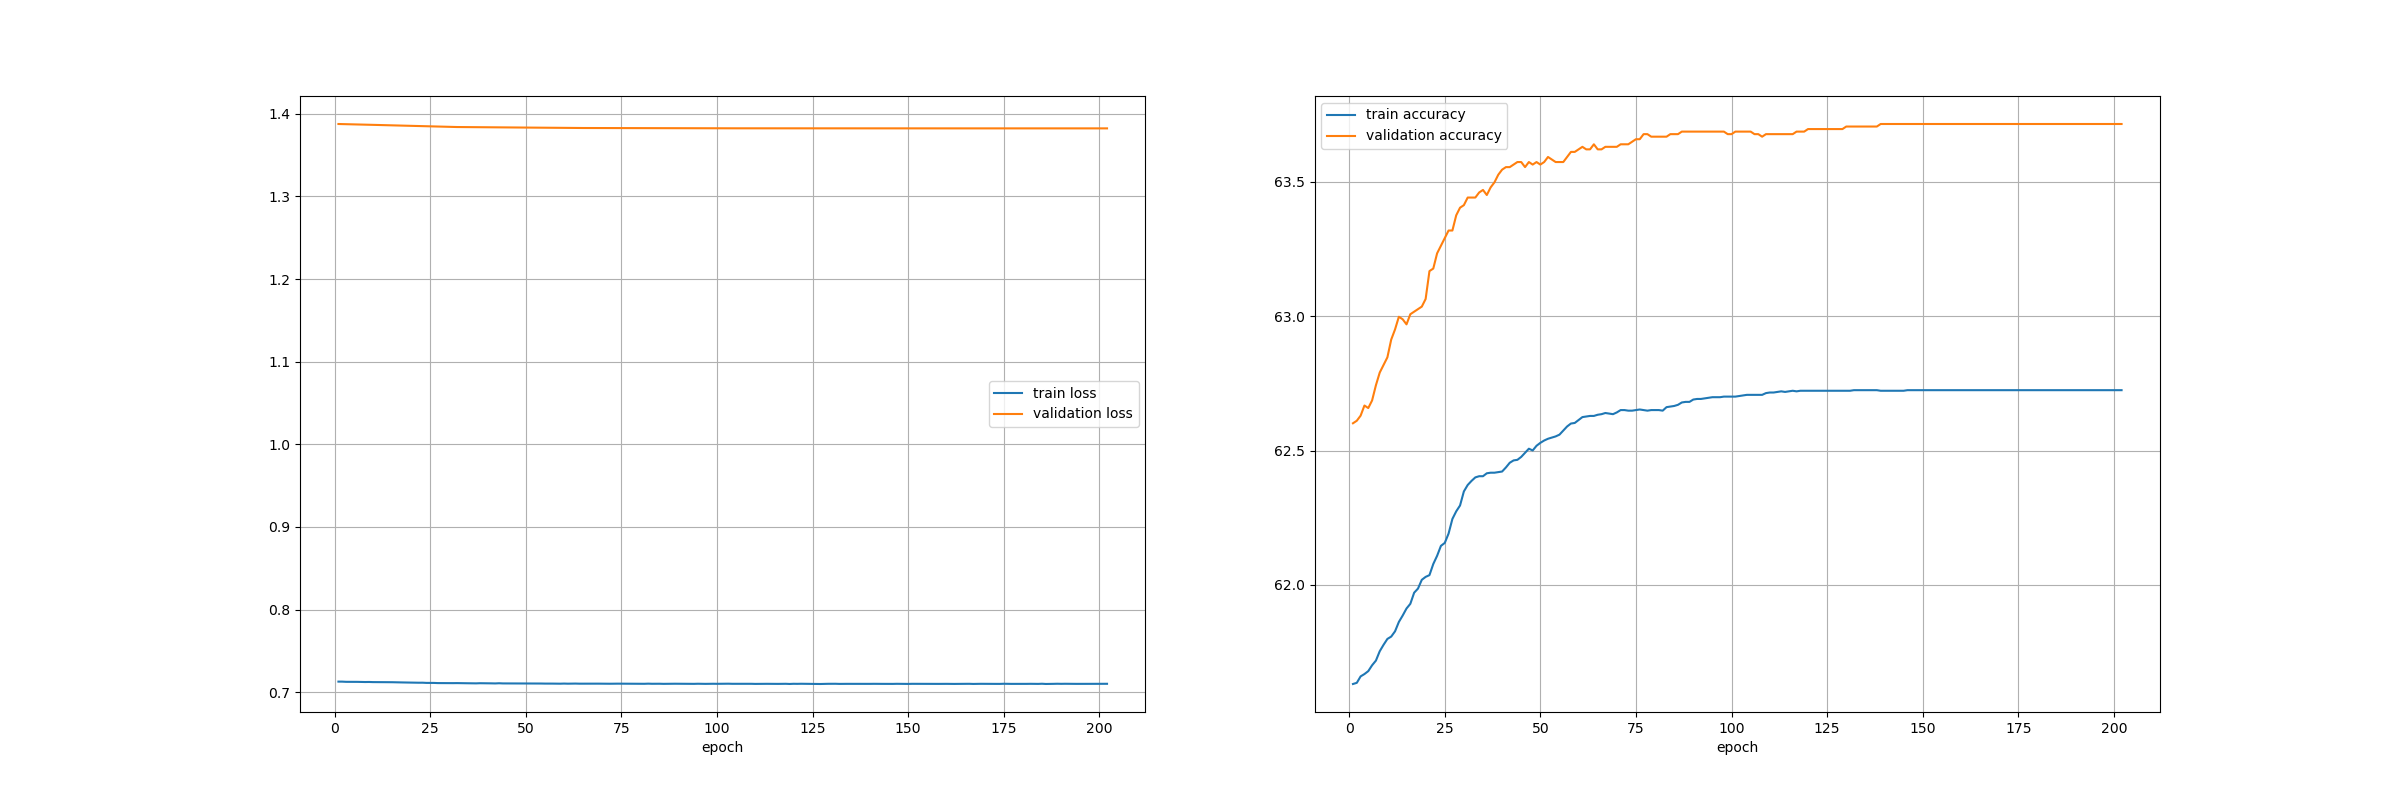 1.4
1.3
1.2
1.1
1.0
0.9
0.8
0.7
train loss
validation loss
0 25 50 75 100 125 150 175 200
epoch
train accuracy
validation accuracy
63.5
63.0
62.5
62.0
0 25 50 75 100 125 150 175 200
epoch